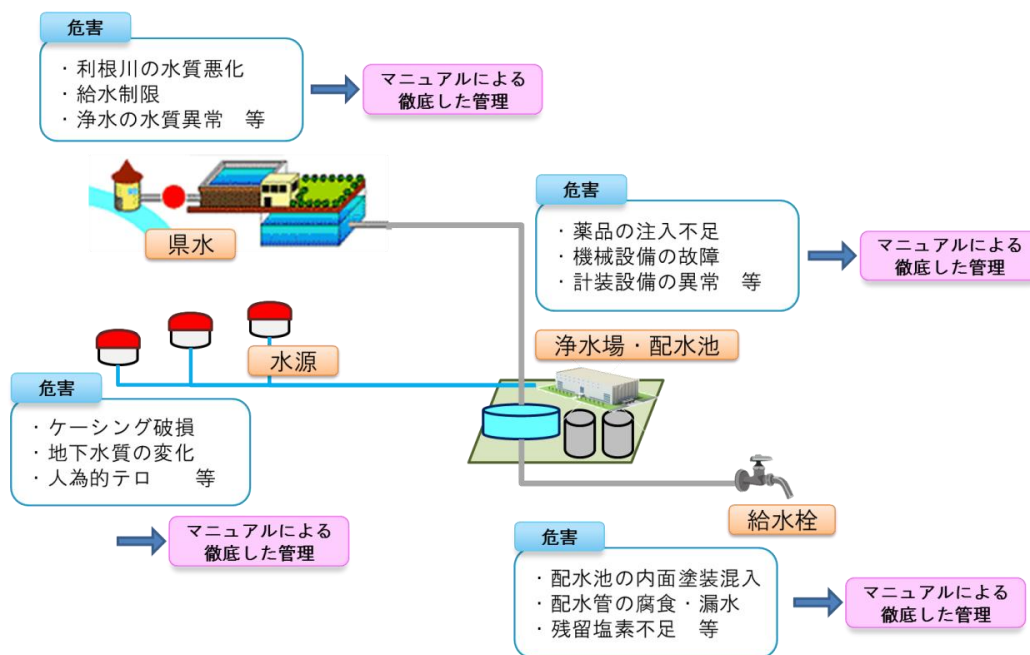 危害
・利根川の水質悪化
・給水制限
・浄水の水質異常　等
マニュアルによる
徹底した管理
県水
危害
・薬品の注入不足
・機械設備の故障
・計装設備の異常　等
マニュアルによる
徹底した管理
水源
浄水場・配水池
危害
・ケーシング破損
・地下水質の変化
・人為的テロ　　等
マニュアルによる
徹底した管理
給水栓
危害
・配水池の内面塗装混入
・配水管の腐食・漏水
・残留塩素不足　等
マニュアルによる
徹底した管理